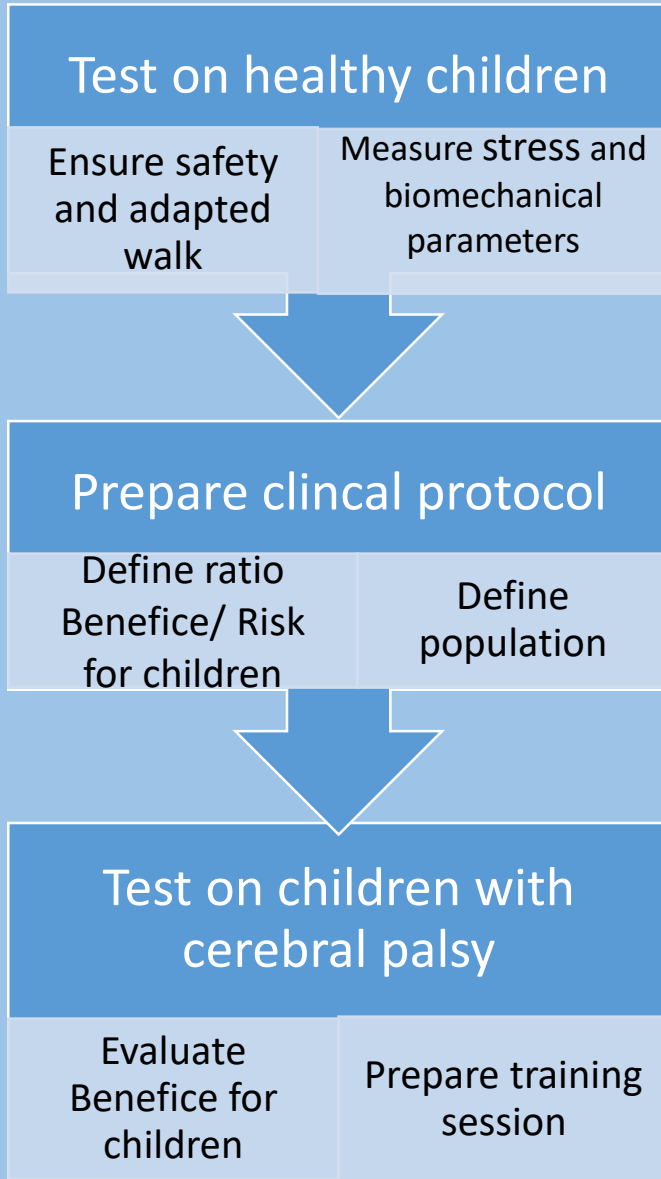 Test on healthy children
Ensure safety
and adapted
walk
Measure stress and
biomechanical
parameters
Prepare clincal protocol
Define ratio
Benefice/ Risk
for children
Define
population
Test on children with
cerebral palsy
Evaluate
Benefice for
children
Prepare training
session